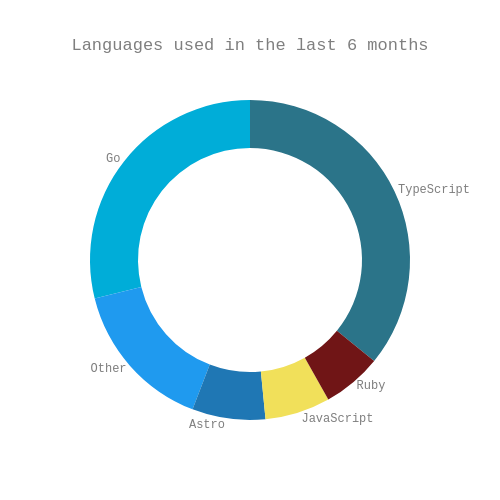 Languages used in the last 6 months
Go
TypeScript
Other
Ruby
JavaScript
Astro